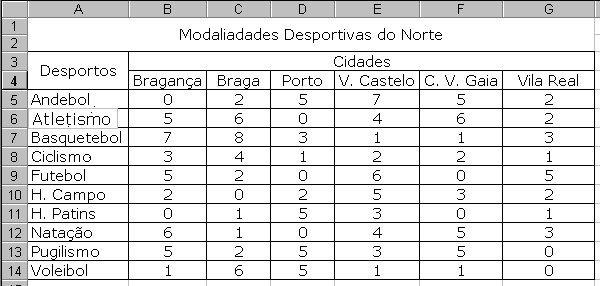 A B C D E F G
1
2 Modaliadades Desportivas do Norte
3 Desportos Cidades
4 Bragança Braga Porto V. Castelo C. V. Gaia Vila Real
5 Andebol 0 2 5 7 5 2
6 Atletismo 5 6 0 4 6 2
7 Basquetebol 7 8 3 1 1 3
8 Ciclismo 3 4 1 2 2 1
9 Futebol 5 2 0 6 0 5
10 H. Campo 2 0 2 5 3 2
11 H. Patins 0 1 5 3 0 1
12 Natação 6 1 0 4 5 3
13 Pugilismo 5 2 5 3 5 0
14 Voleibol 1 6 5 1 1 0